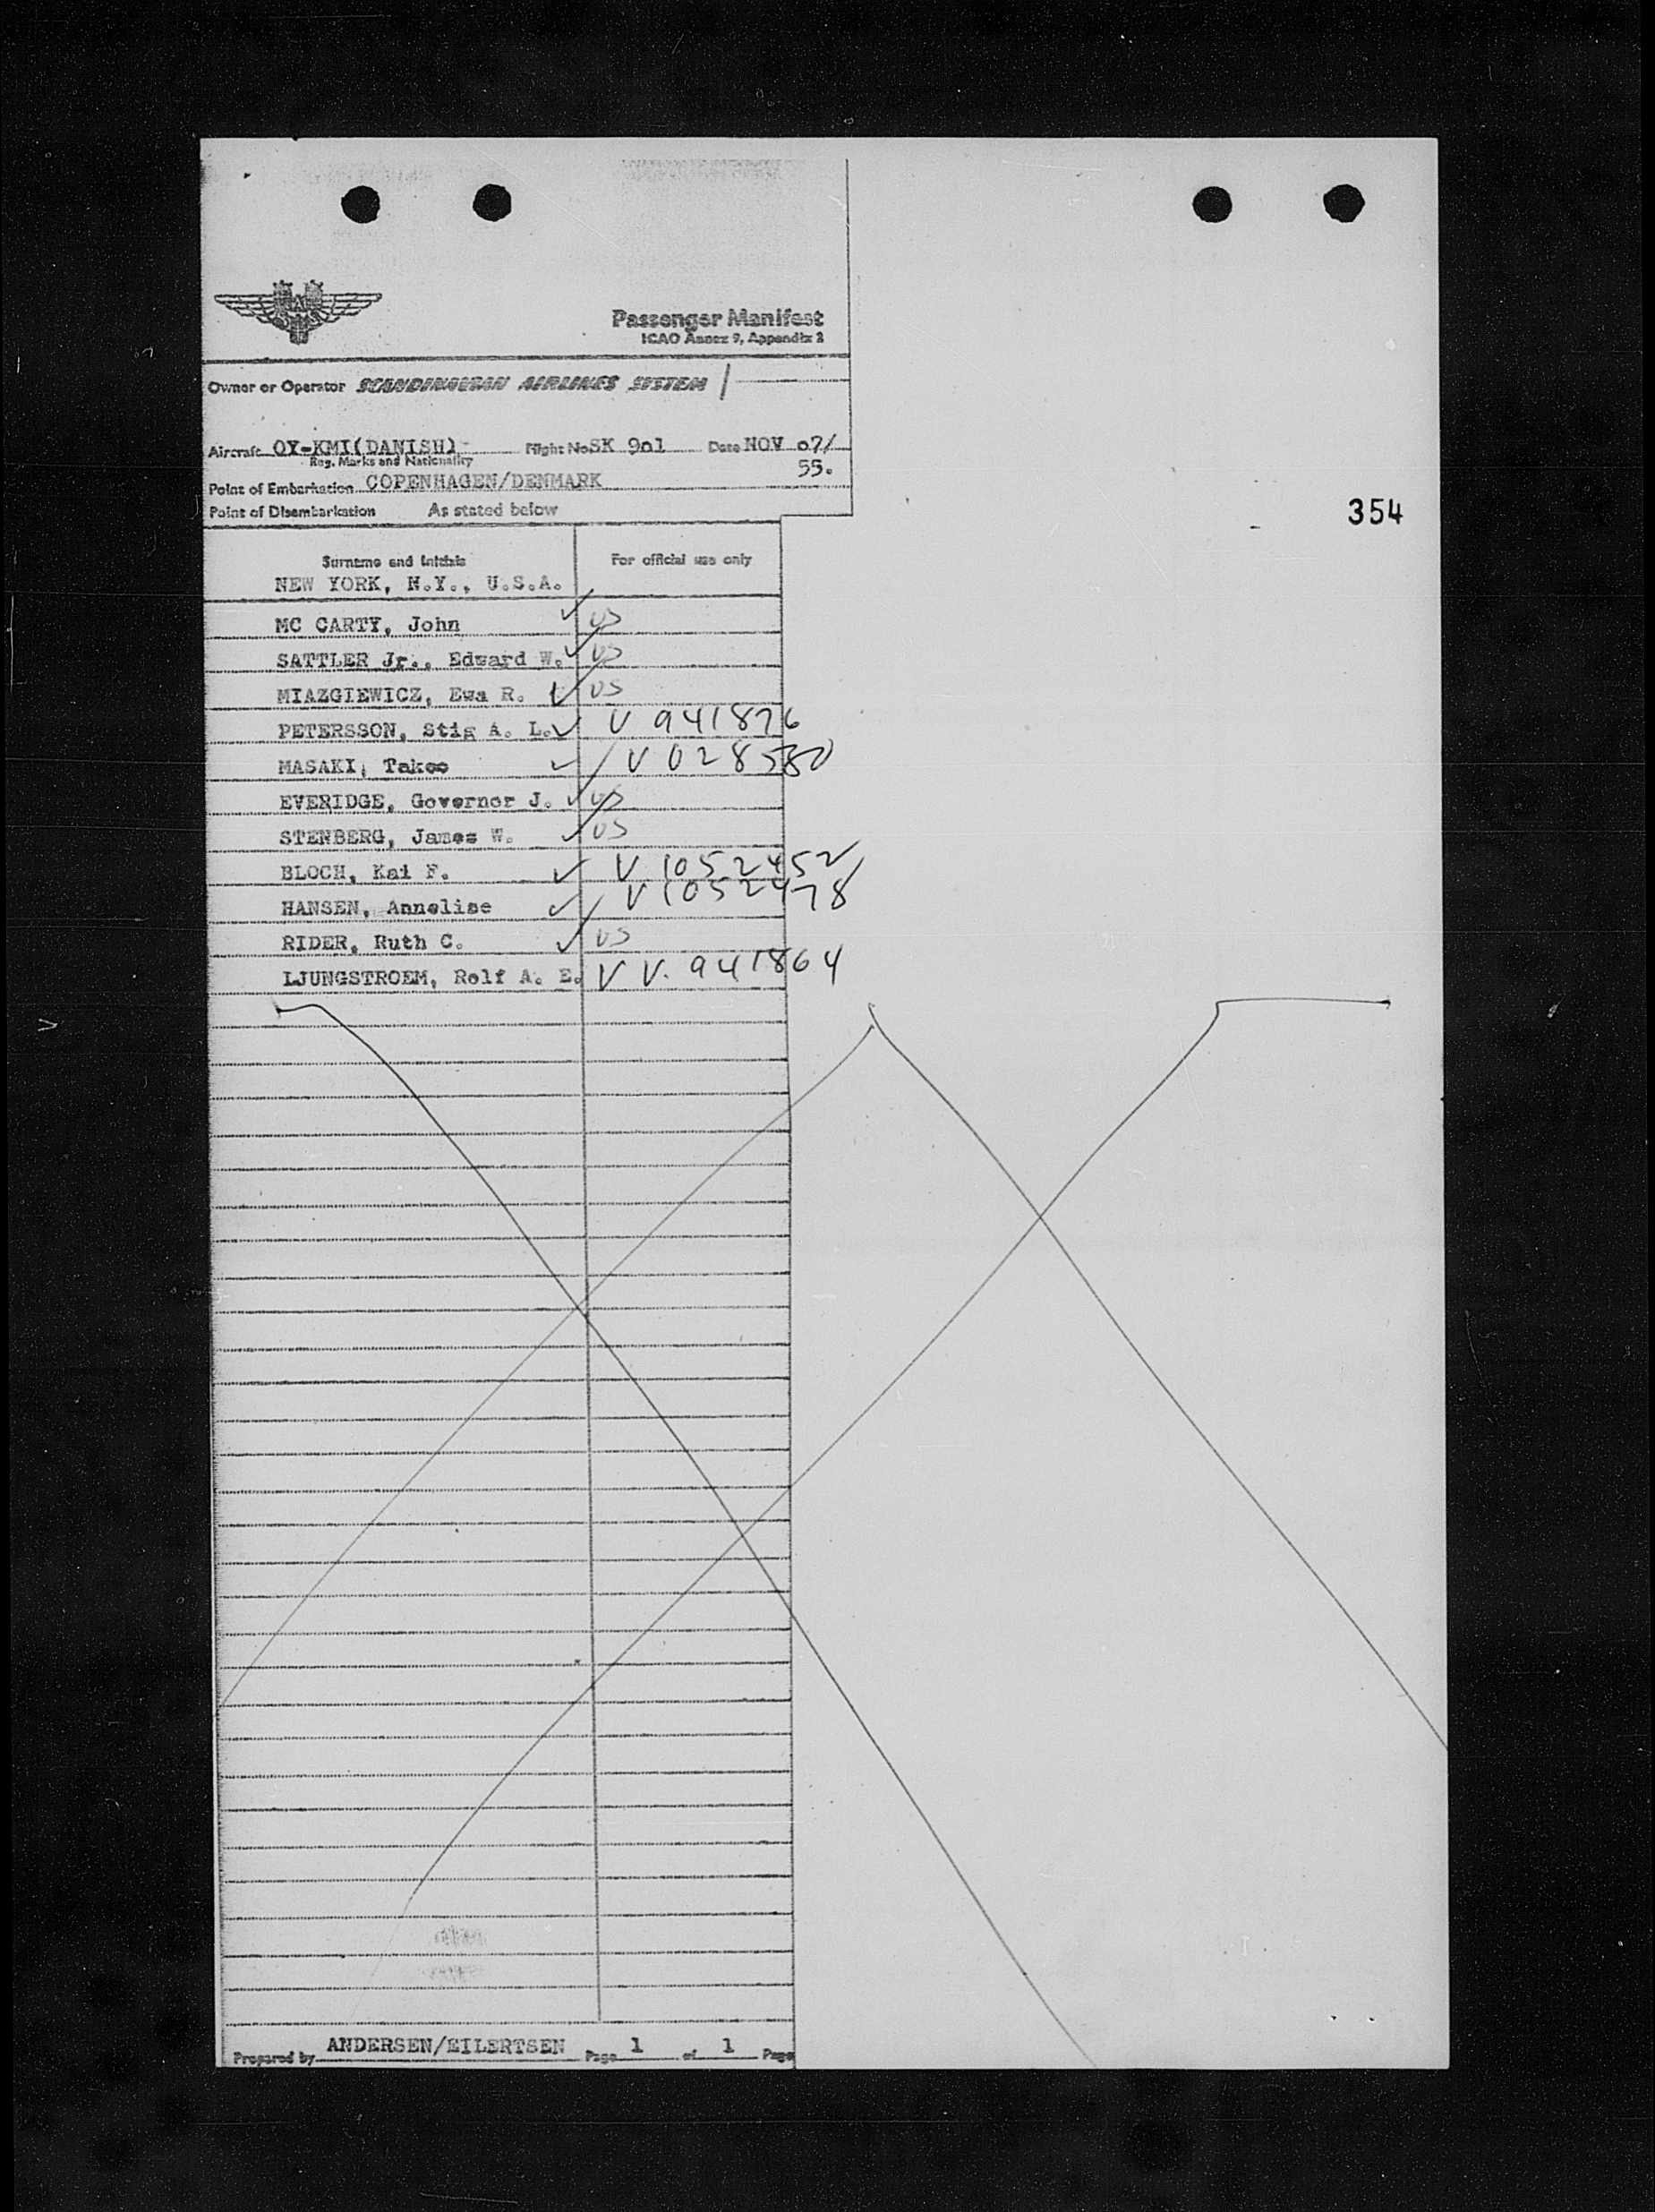 Passenger Manifest
ICAO Annex 9, Appendix 2
Owner or Operator SCANDINAVIAN AIRLINES SYSTEM
Aircraft OY-KMI(DANISH) Flight No. SK 901 Date NOV 07/
Reg. Marks and Nationality
55.
Point of Embarkation COPENHAGEN/DENMARK
Point of Disembarkation As stated below
354
Surname and Initials For official use only
NEW YORK, N.Y., U.S.A.
MC CARTY, John US
SATTLER Jr., Edward W. US
MIAZGIEWICZ, Ewa R. US
PETERSSON, Stig A. L. V 941876
MASAKI, Takeo V 028580
EVERIDGE, Governor J. US
STENBERG, James W. US
BLOCH, Kai F. V 1052452
HANSEN, Annelise V 1052478
RIDER, Ruth C. US
LJUNGSTROEM, Rolf A. E. V. 941864
Prepared by ANDERSEN/EILERTSEN Page 1 of 1 Page